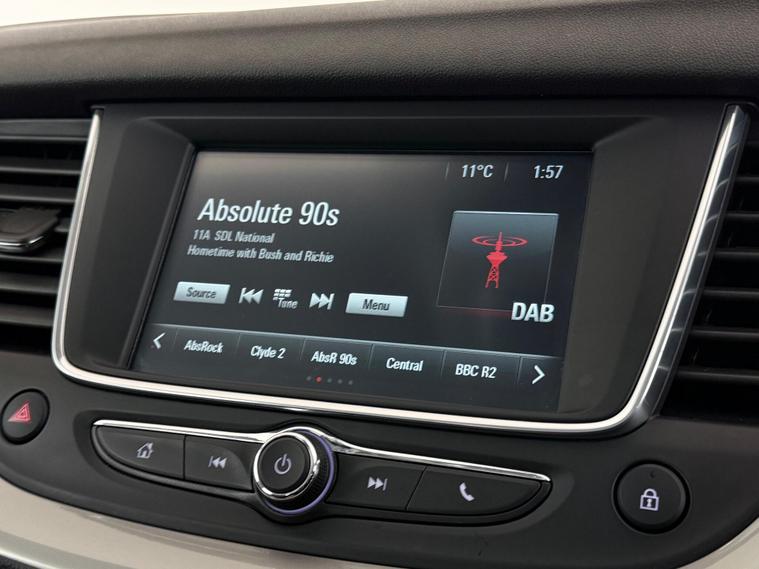 11°C 1:57
Absolute 90s
11A SDL National
Hometime with Bush and Richie
Source Tune Menu
DAB
AbsRock Clyde 2 AbsR 90s Central BBC R2